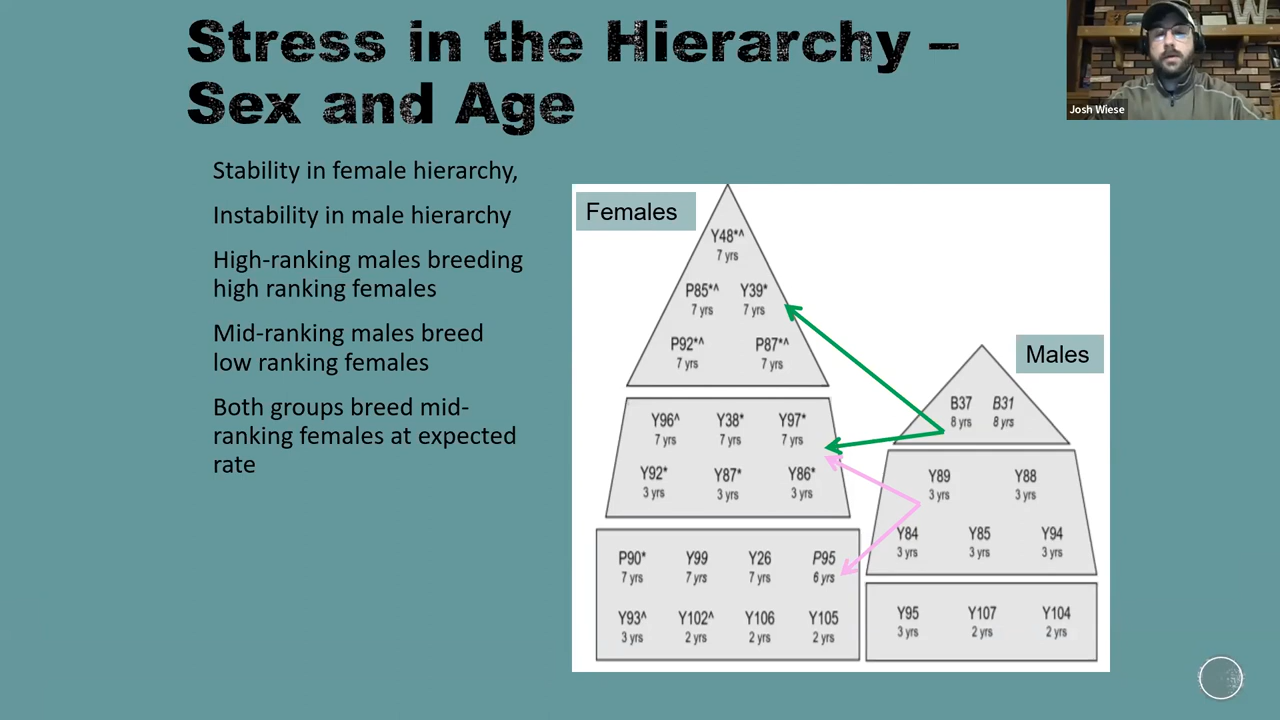 Stress in the Hierarchy –
Sex and Age
Josh Wiese
W
Stability in female hierarchy,
Instability in male hierarchy
High-ranking males breeding
high ranking females
Mid-ranking males breed
low ranking females
Both groups breed mid-
ranking females at expected
rate
Females
Y48*^
7 yrs
P85*^ Y39*
7 yrs 7 yrs
P92*^ P87*^
7 yrs 7 yrs
Y96^ Y38* Y97*
7 yrs 7 yrs 7 yrs
Y92* Y87* Y86*
3 yrs 3 yrs 3 yrs
P90* Y99 Y26 P95
7 yrs 7 yrs 7 yrs 6 yrs
Y93^ Y102^ Y106 Y105
3 yrs 2 yrs 2 yrs 2 yrs
Males
B37 B31
8 yrs 8 yrs
Y89 Y88
3 yrs 3 yrs
Y84 Y85 Y94
3 yrs 3 yrs 3 yrs
Y95 Y107 Y104
3 yrs 2 yrs 2 yrs